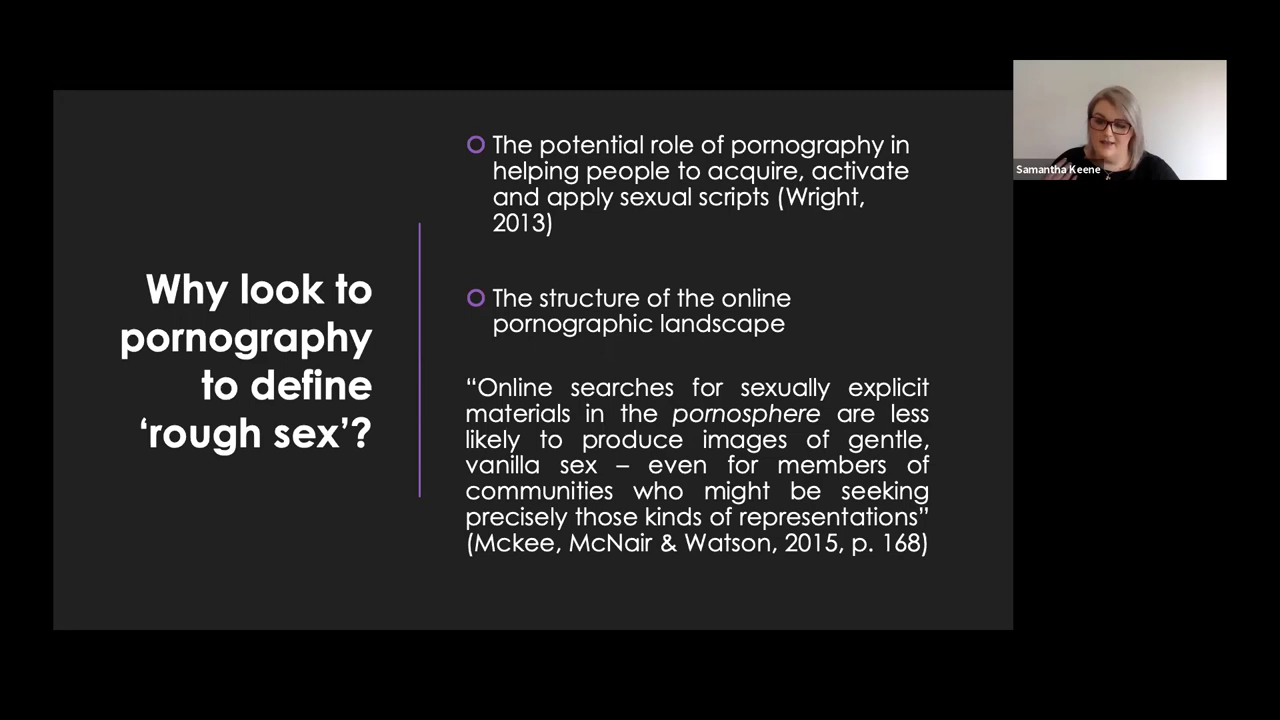 Why look to
pornography
to define
‘rough sex’?
The potential role of pornography in
helping people to acquire, activate
and apply sexual scripts (Wright,
2013)
The structure of the online
pornographic landscape
“Online searches for sexually explicit
materials in the pornosphere are less
likely to produce images of gentle,
vanilla sex – even for members of
communities who might be seeking
precisely those kinds of representations”
(Mckee, McNair & Watson, 2015, p. 168)
Samantha Keene